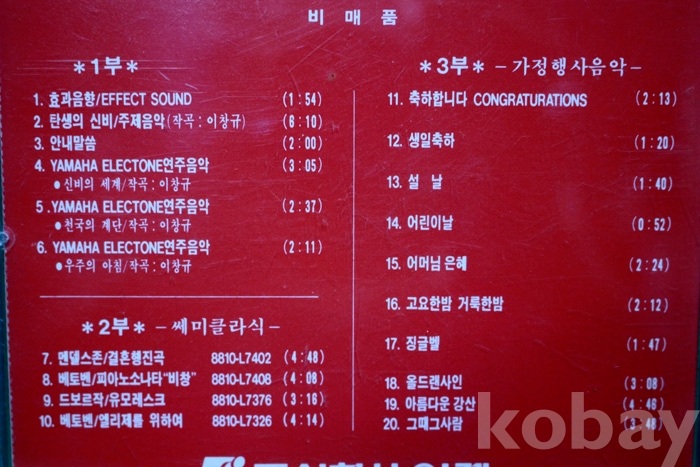 비매품
*1부*
1. 효과음향/EFFECT SOUND (1:54)
2. 탄생의 신비/주제음악(작곡:이창규) (6:10)
3. 안내말씀 (2:00)
4. YAMAHA ELECTONE연주음악 (3:05)
●신비의 세계/작곡:이창규
5. YAMAHA ELECTONE연주음악 (2:37)
●천국의 계단/작곡:이창규
6. YAMAHA ELECTONE연주음악 (2:11)
●우주의 아침/작곡:이창규
*2부* -쎄미클라식-
7. 멘델스존/결혼행진곡 8810-L7402 (4:48)
8. 베토벤/피아노소나타"비창" 8810-L7408 (4:08)
9. 드보르작/유모레스크 8810-L7376 (3:16)
10. 베토벤/엘리제를 위하여 8810-L7326 (4:14)
*3부* -가정행사음악-
11. 축하합니다 CONGRATURATIONS (2:13)
12. 생일축하 (1:20)
13. 설 날 (1:40)
14. 어린이날 (0:52)
15. 어머님 은혜 (2:24)
16. 고요한밤 거룩한밤 (2:12)
17. 징글벨 (1:47)
18. 올드랜사인 (3:08)
19. 아름다운 강산 (4:46)
20. 그때그사람 (3:48)
kobay